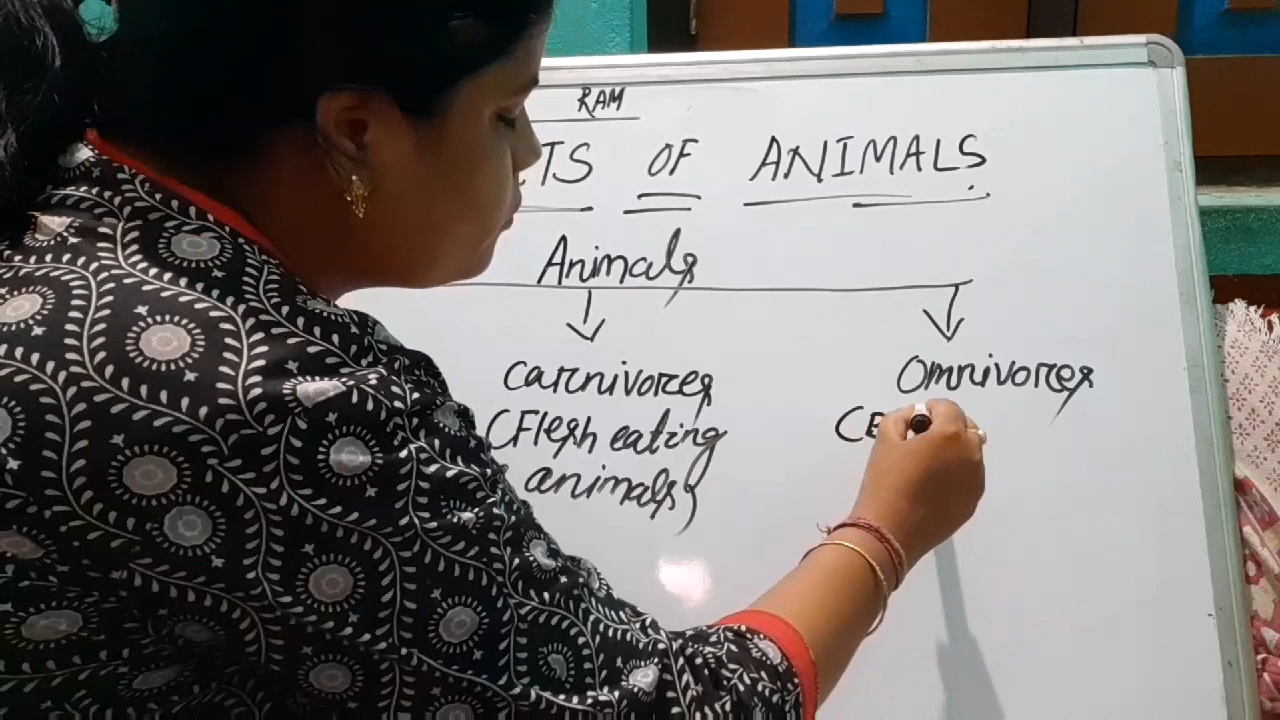 RAM
TS OF ANIMALS
Animals
Carnivores Omnivores
(Flesh eating (E
animals)